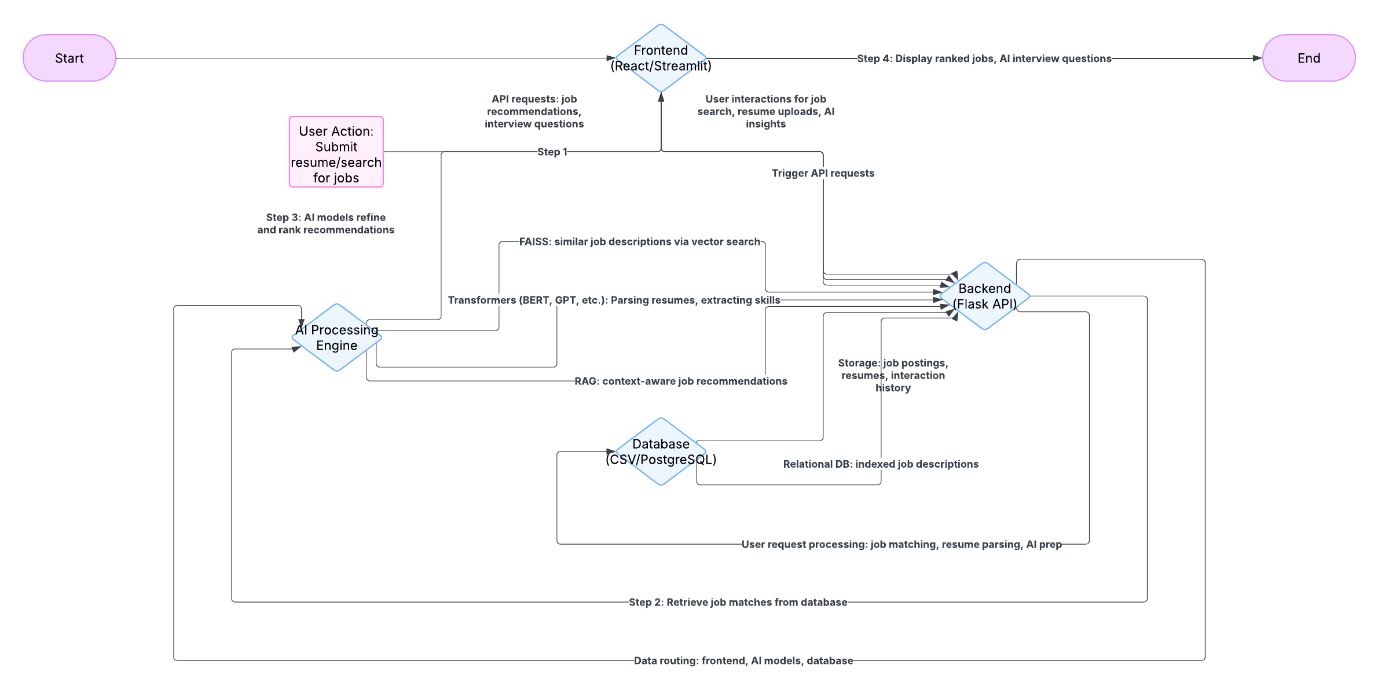 Start
Frontend
(React/Streamlit)
Step 4: Display ranked jobs, AI interview questions
End
API requests: job
recommendations,
interview questions
User interactions for job
search, resume uploads, AI
insights
User Action:
Submit
resume/search
for jobs
Step 1
Trigger API requests
Step 3: AI models refine
and rank recommendations
FAISS: similar job descriptions via vector search
Transformers (BERT, GPT, etc.): Parsing resumes, extracting skills
Backend
(Flask API)
AI Processing
Engine
RAG: context-aware job recommendations
Storage: job postings,
resumes, interaction
history
Database
(CSV/PostgreSQL)
Relational DB: indexed job descriptions
User request processing: job matching, resume parsing, AI prep
Step 2: Retrieve job matches from database
Data routing: frontend, AI models, database